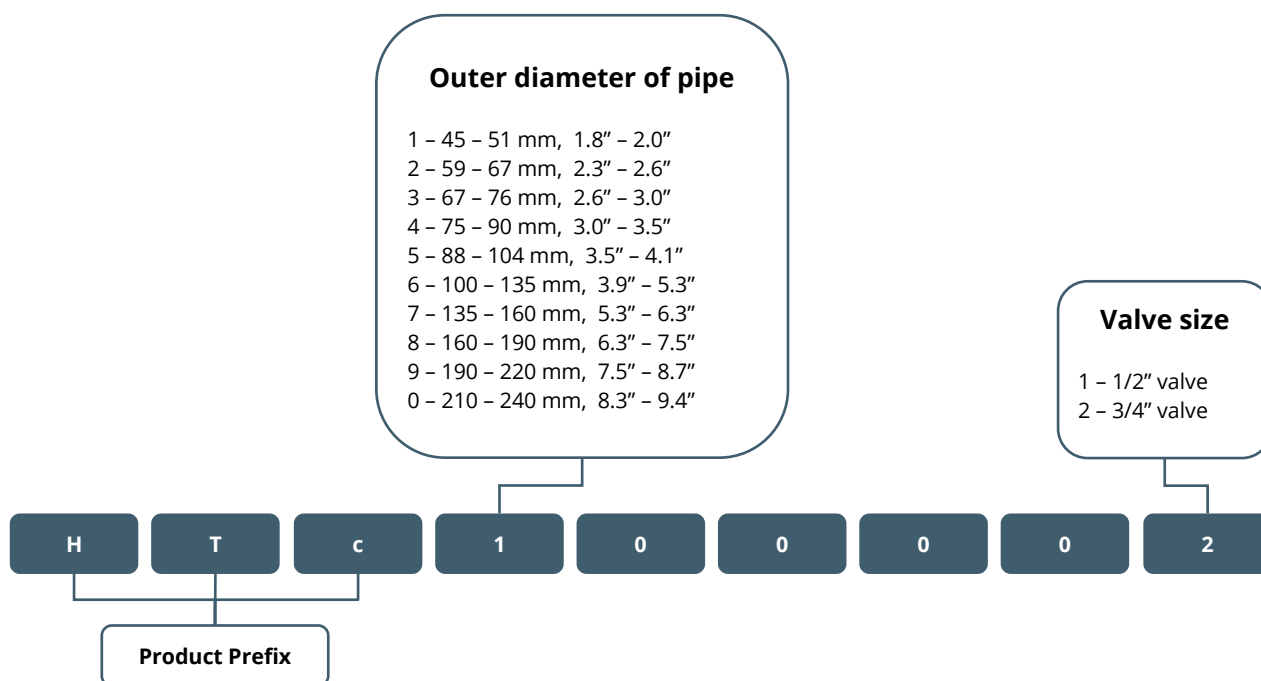 Outer diameter of pipe
1 – 45 – 51 mm,  1.8” – 2.0”
2 – 59 – 67 mm,  2.3” – 2.6”
3 – 67 – 76 mm,  2.6” – 3.0”
4 – 75 – 90 mm,  3.0” – 3.5”
5 – 88 – 104 mm,  3.5” – 4.1”
6 – 100 – 135 mm,  3.9” – 5.3”
7 – 135 – 160 mm,  5.3” – 6.3”
8 – 160 – 190 mm,  6.3” – 7.5”
9 – 190 – 220 mm,  7.5” – 8.7”
0 – 210 – 240 mm,  8.3” – 9.4”
Valve size
1 – 1/2” valve
2 – 3/4” valve
H T c 1 0 0 0 0 2
Product Prefix